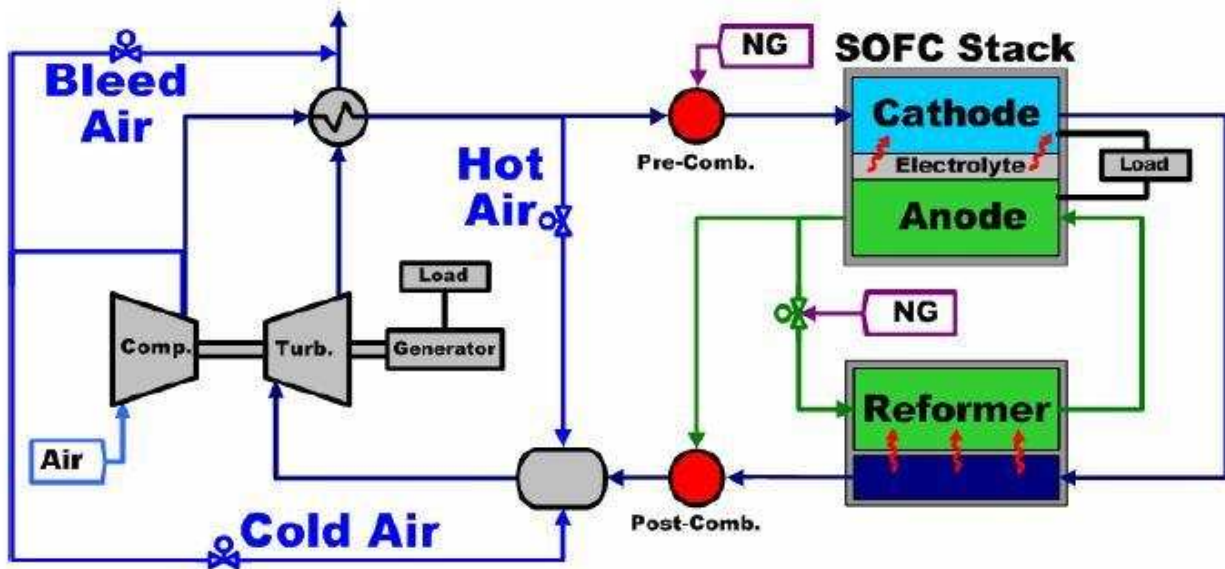 NG
SOFC Stack
Bleed
Air
Cathode
Pre-Comb.
Electrolyte
Load
Hot
Air
Anode
Load
NG
Comp.
Turb.
Generator
Reformer
Air
Post-Comb.
Cold Air